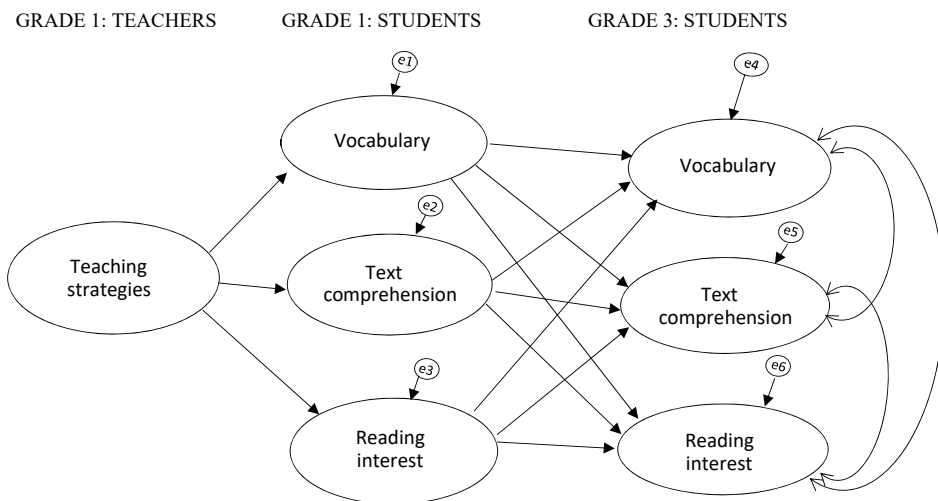 GRADE 1: TEACHERS
GRADE 1: STUDENTS
GRADE 3: STUDENTS
e1
e4
Vocabulary
Vocabulary
e2
e5
Teaching
strategies
Text
comprehension
Text
comprehension
e3
e6
Reading
interest
Reading
interest